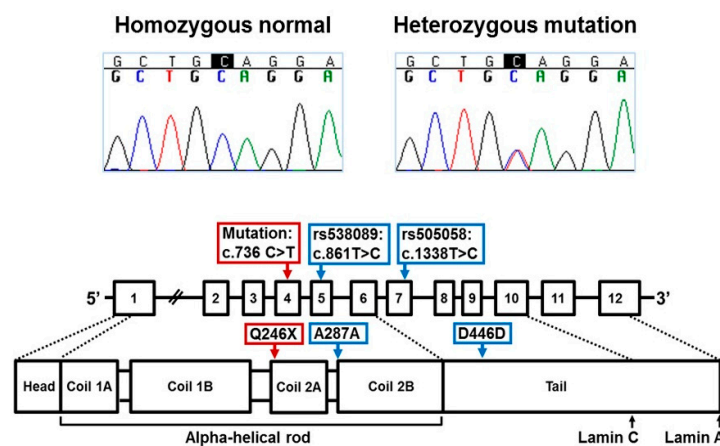 Homozygous normal
Heterozygous mutation
G C T G C A G G A
G C T G C A G G A
G C T G C A G G A
G C T G C A G G A
Mutation:
c.736 C>T
rs538089:
c.861T>C
rs505058:
c.1338T>C
5' 1 2 3 4 5 6 7 8 9 10 11 12 3'
Q246X
A287A
D446D
Head Coil 1A Coil 1B Coil 2A Coil 2B Tail
Alpha-helical rod
Lamin C
Lamin A